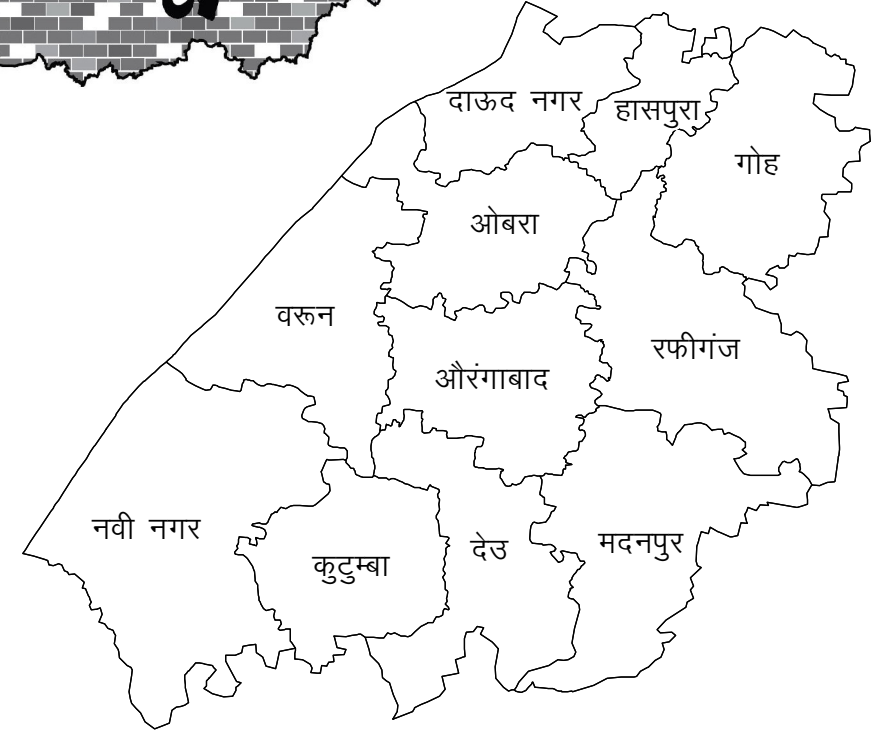 दाऊद नगर
हासपुरा
गोह
ओबरा
वरून
रफीगंज
औरंगाबाद
नवी नगर
कुटुम्बा
देउ
मदनपुर